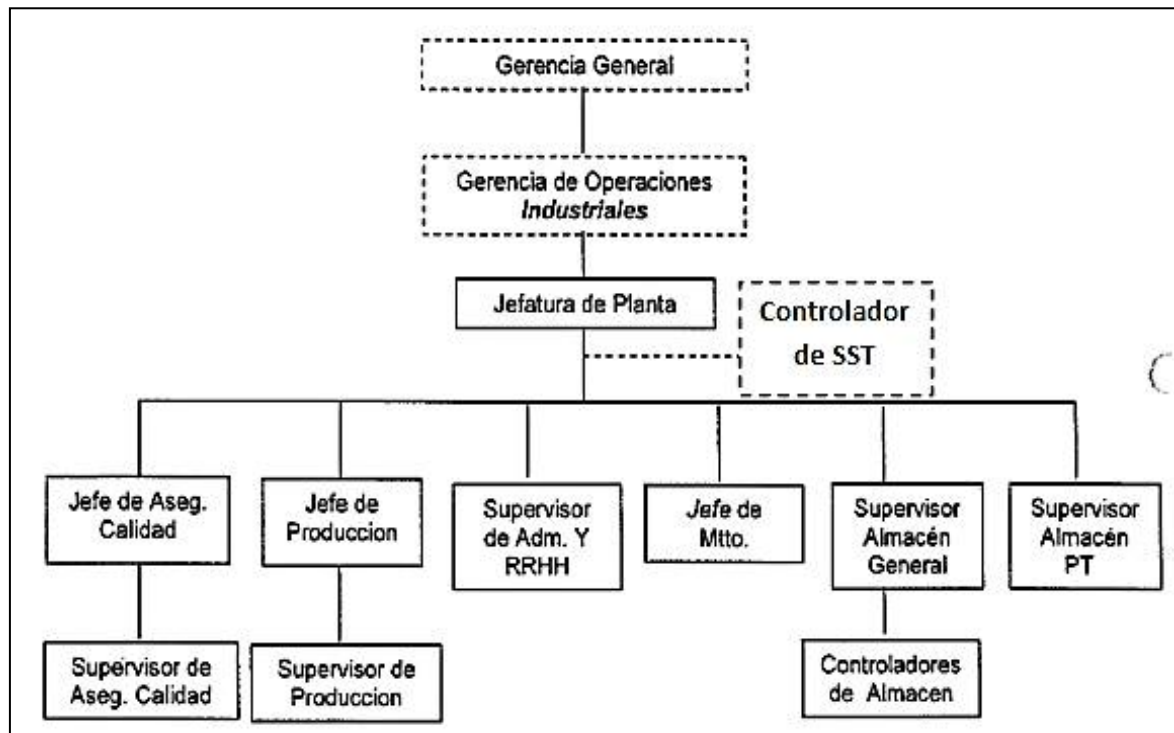 Gerencia General
Gerencia de Operaciones
Industriales
Jefatura de Planta
Controlador
de SST
Jefe de Aseg.
Calidad
Jefe de
Produccion
Supervisor
de Adm. Y
RRHH
Jefe de
Mtto.
Supervisor
Almacén
General
Supervisor
Almacén
PT
Supervisor de
Aseg. Calidad
Supervisor de
Produccion
Controladores
de Almacen